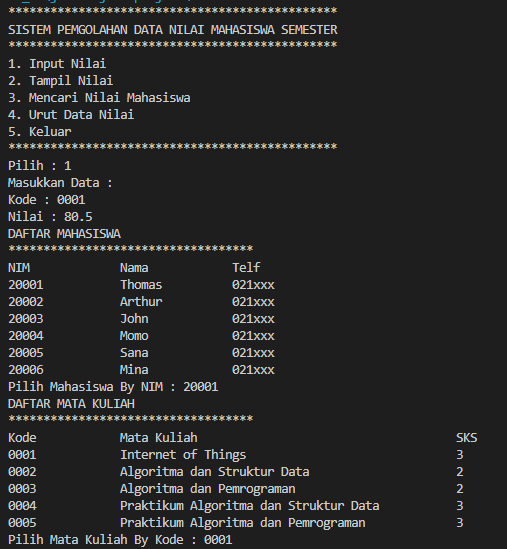 ***********************************************
SISTEM PEMGOLAHAN DATA NILAI MAHASISWA SEMESTER
***********************************************
1. Input Nilai
2. Tampil Nilai
3. Mencari Nilai Mahasiswa
4. Urut Data Nilai
5. Keluar
***********************************************
Pilih : 1
Masukkan Data :
Kode : 0001
Nilai : 80.5
DAFTAR MAHASISWA
***********************************
NIM Nama Telf
20001 Thomas 021xxx
20002 Arthur 021xxx
20003 John 021xxx
20004 Momo 021xxx
20005 Sana 021xxx
20006 Mina 021xxx
Pilih Mahasiswa By NIM : 20001
DAFTAR MATA KULIAH
***********************************
Kode Mata Kuliah SKS
0001 Internet of Things 3
0002 Algoritma dan Struktur Data 2
0003 Algoritma dan Pemrograman 2
0004 Praktikum Algoritma dan Struktur Data 3
0005 Praktikum Algoritma dan Pemrograman 3
Pilih Mata Kuliah By Kode : 0001